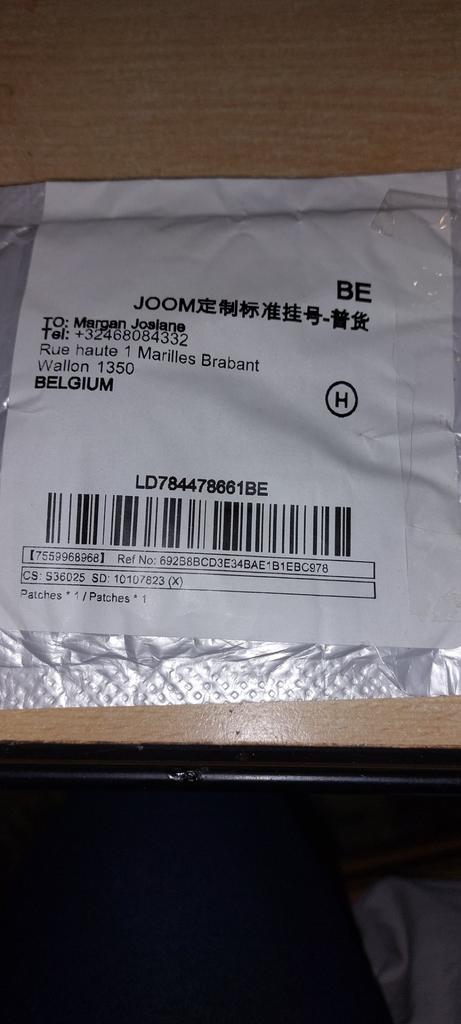 BE
JOOM定制标准挂号-普货
TO: Margan Josiane
Tel: +32468084332
Rue haute 1 Marilles Brabant
Wallon 1350
BELGIUM
H
LD784478661BE
【7559968968】 Ref No: 692B8BCD3E34BAE1B1EBC978
CS: S36025 SD: 10107823 (X)
Patches * 1 / Patches * 1